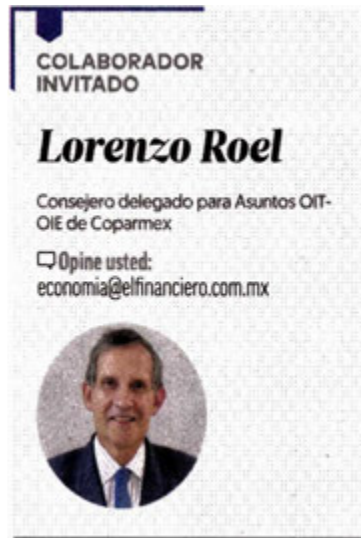 COLABORADOR
INVITADO
Lorenzo Roel
Consejero delegado para Asuntos OIT-
OIE de Coparmex
Opine usted:
economia@elfinanciero.com.mx